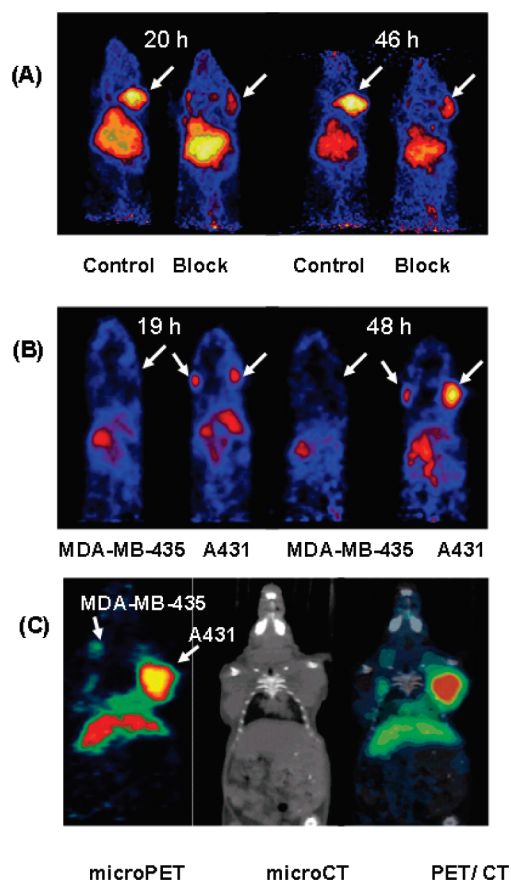 (A)
20 h
46 h
Control Block Control Block
(B)
19 h
48 h
MDA-MB-435 A431 MDA-MB-435 A431
(C)
MDA-MB-435
A431
microPET microCT PET/ CT